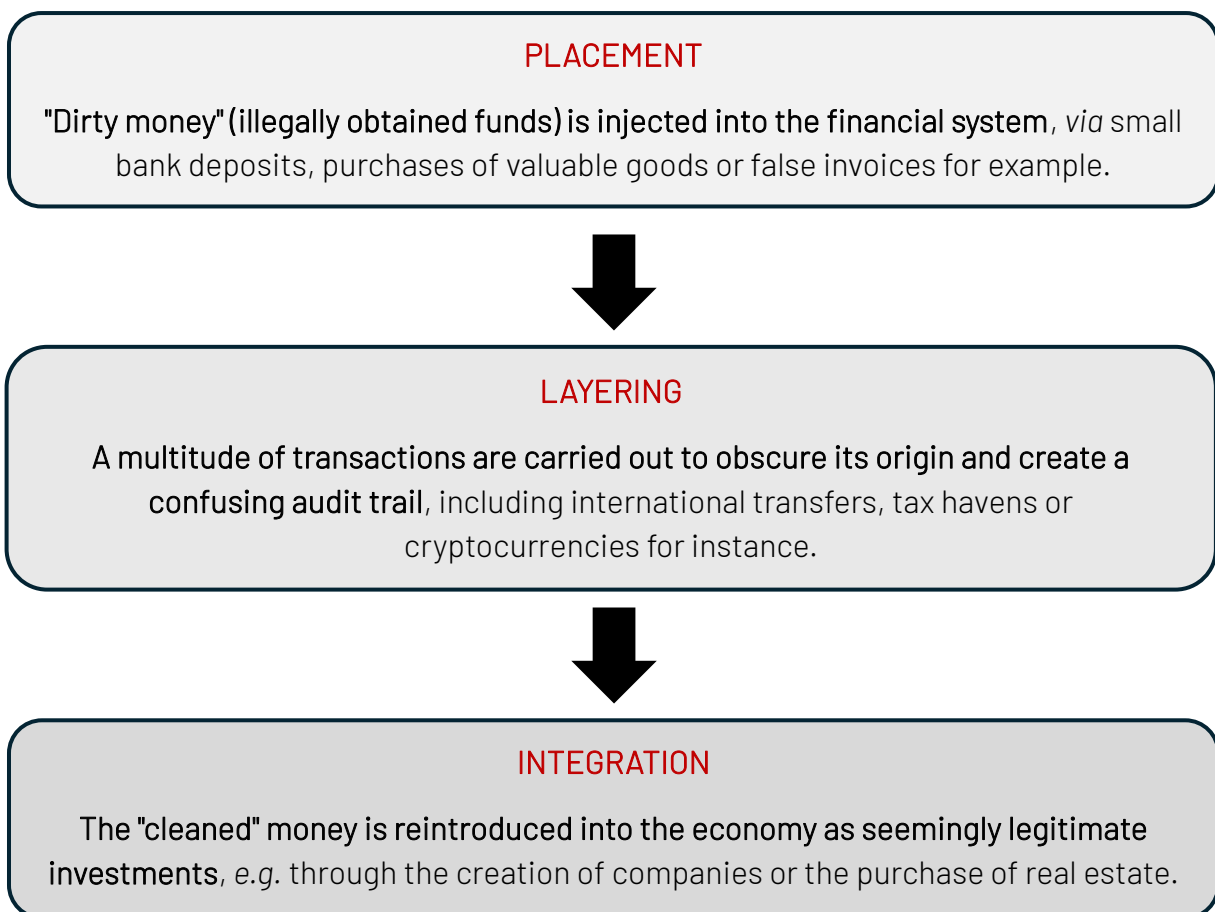 PLACEMENT
"Dirty money" (illegally obtained funds) is injected into the financial system, via small
bank deposits, purchases of valuable goods or false invoices for example.
LAYERING
A multitude of transactions are carried out to obscure its origin and create a
confusing audit trail, including international transfers, tax havens or
cryptocurrencies for instance.
INTEGRATION
The "cleaned" money is reintroduced into the economy as seemingly legitimate
investments, e.g. through the creation of companies or the purchase of real estate.